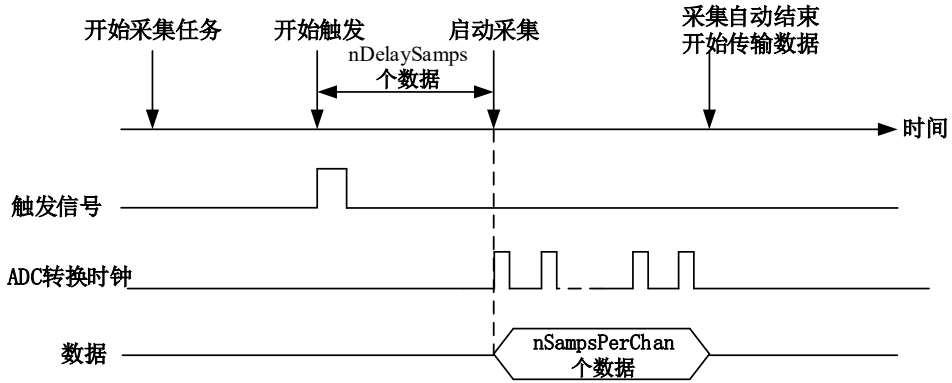 开始采集任务
开始触发
启动采集
采集自动结束
开始传输数据
nDelaySamps
个数据
时间
触发信号
ADC转换时钟
数据
nSampsPerChan
个数据